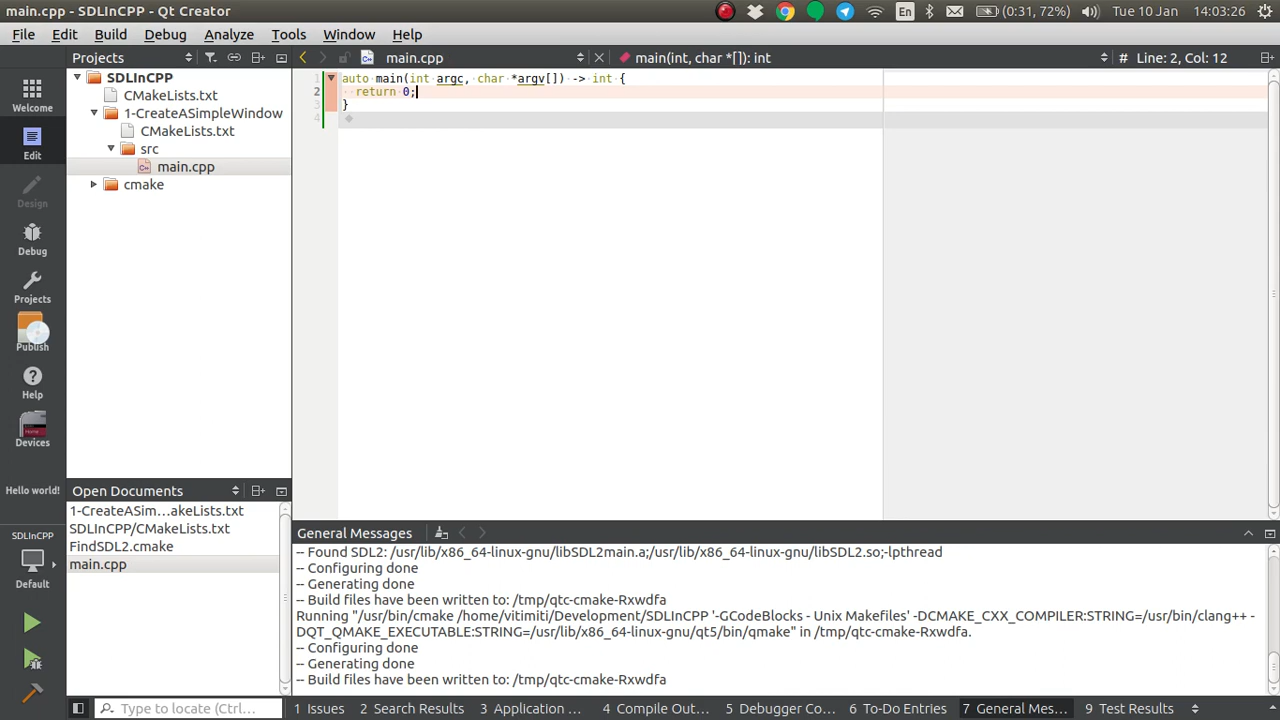 main.cpp - SDLInCPP - Qt Creator
En (0:31, 72%) Tue 10 Jan 14:03:26
File Edit Build Debug Analyze Tools Window Help
Projects
main.cpp
main(int, char *[]): int
# Line: 2, Col: 12
Welcome
Edit
Design
Debug
Projects
Publish
Help
Devices
Hello world!
SDLInCPP
Default
SDLInCPP
CMakeLists.txt
1-CreateASimpleWindow
CMakeLists.txt
src
main.cpp
cmake
Open Documents
1-CreateASim...akeLists.txt
SDLInCPP/CMakeLists.txt
FindSDL2.cmake
main.cpp
1 auto main(int argc, char *argv[]) -> int {
2 return 0;
3 }
4
General Messages
-- Found SDL2: /usr/lib/x86_64-linux-gnu/libSDL2main.a;/usr/lib/x86_64-linux-gnu/libSDL2.so;-lpthread
-- Configuring done
-- Generating done
-- Build files have been written to: /tmp/qtc-cmake-Rxwdfa
Running "/usr/bin/cmake /home/vitimiti/Development/SDLInCPP '-GCodeBlocks - Unix Makefiles' -DCMAKE_CXX_COMPILER:STRING=/usr/bin/clang++ -
DQT_QMAKE_EXECUTABLE:STRING=/usr/lib/x86_64-linux-gnu/qt5/bin/qmake" in /tmp/qtc-cmake-Rxwdfa.
-- Configuring done
-- Generating done
-- Build files have been written to: /tmp/qtc-cmake-Rxwdfa
Type to locate (Ctrl... 1 Issues 2 Search Results 3 Application ... 4 Compile Out... 5 Debugger Co... 6 To-Do Entries 7 General Mes... 9 Test Results